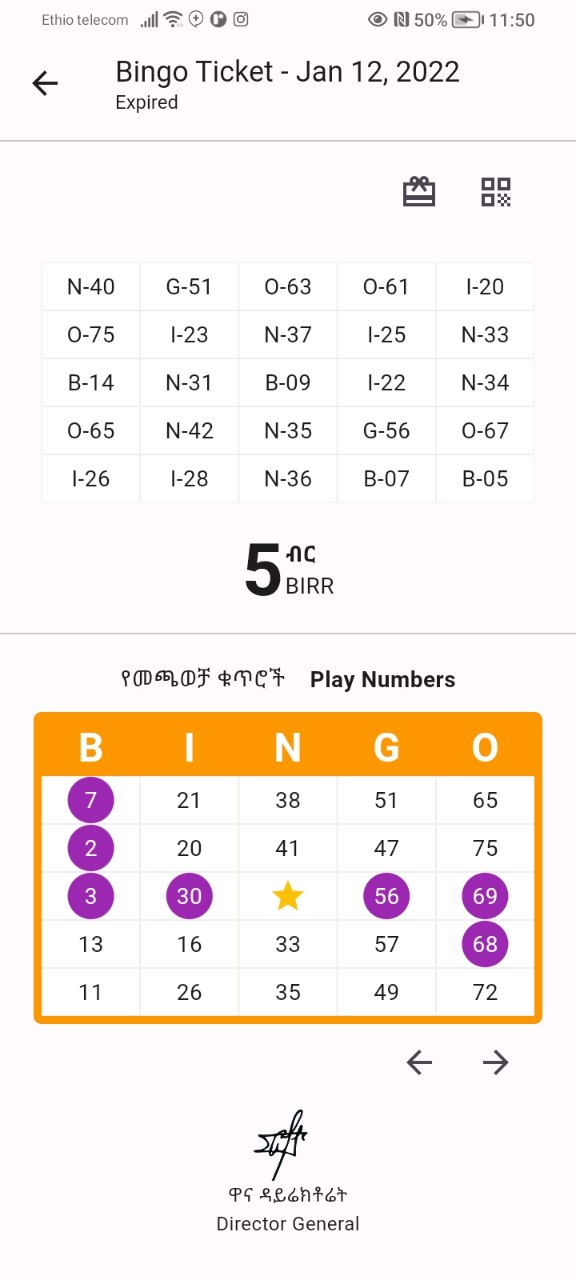 Ethio telecom 50% 11:50
Bingo Ticket - Jan 12, 2022
Expired
N-40 G-51 O-63 O-61 I-20
O-75 I-23 N-37 I-25 N-33
B-14 N-31 B-09 I-22 N-34
O-65 N-42 N-35 G-56 O-67
I-26 I-28 N-36 B-07 B-05
5 ብር
BIRR
የመጫወቻ ቁጥሮች Play Numbers
B I N G O
7 21 38 51 65
2 20 41 47 75
3 30 56 69
13 16 33 57 68
11 26 35 49 72
ዋና ዳይሬክቶሬት
Director General